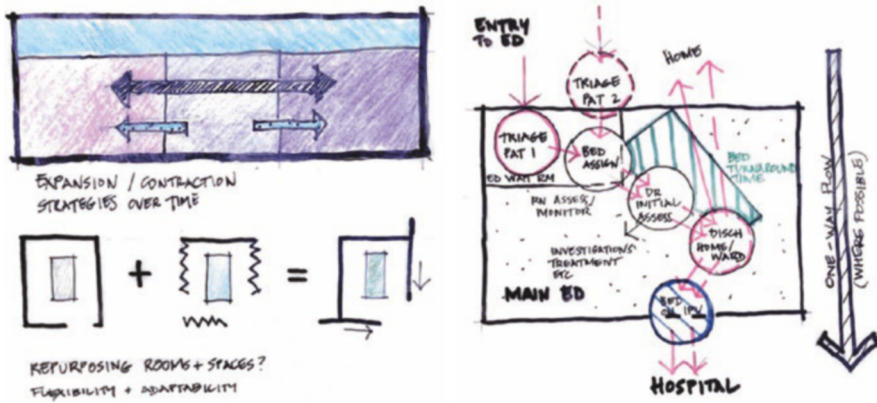 EXPANSION / CONTRACTION
STRATEGIES OVER TIME
+
=
REPURPOSING ROOMS + SPACES?
FLEXIBILITY + ADAPTABILITY
ENTRY
TO ED
HOME
TRIAGE
PAT 2
TRIAGE
PAT 1
BED
ASSIGN
ED WAIT RM
BED
TURNAROUND
TIME
RN ASSESS/
MONITOR
DR
INITIAL
ASSESS
DISCH
HOME/
WARD
INVESTIGATIONS
TREATMENT
ETC
MAIN ED
BED
HOSPITAL
ONE-WAY FLOW
(WHERE POSSIBLE)